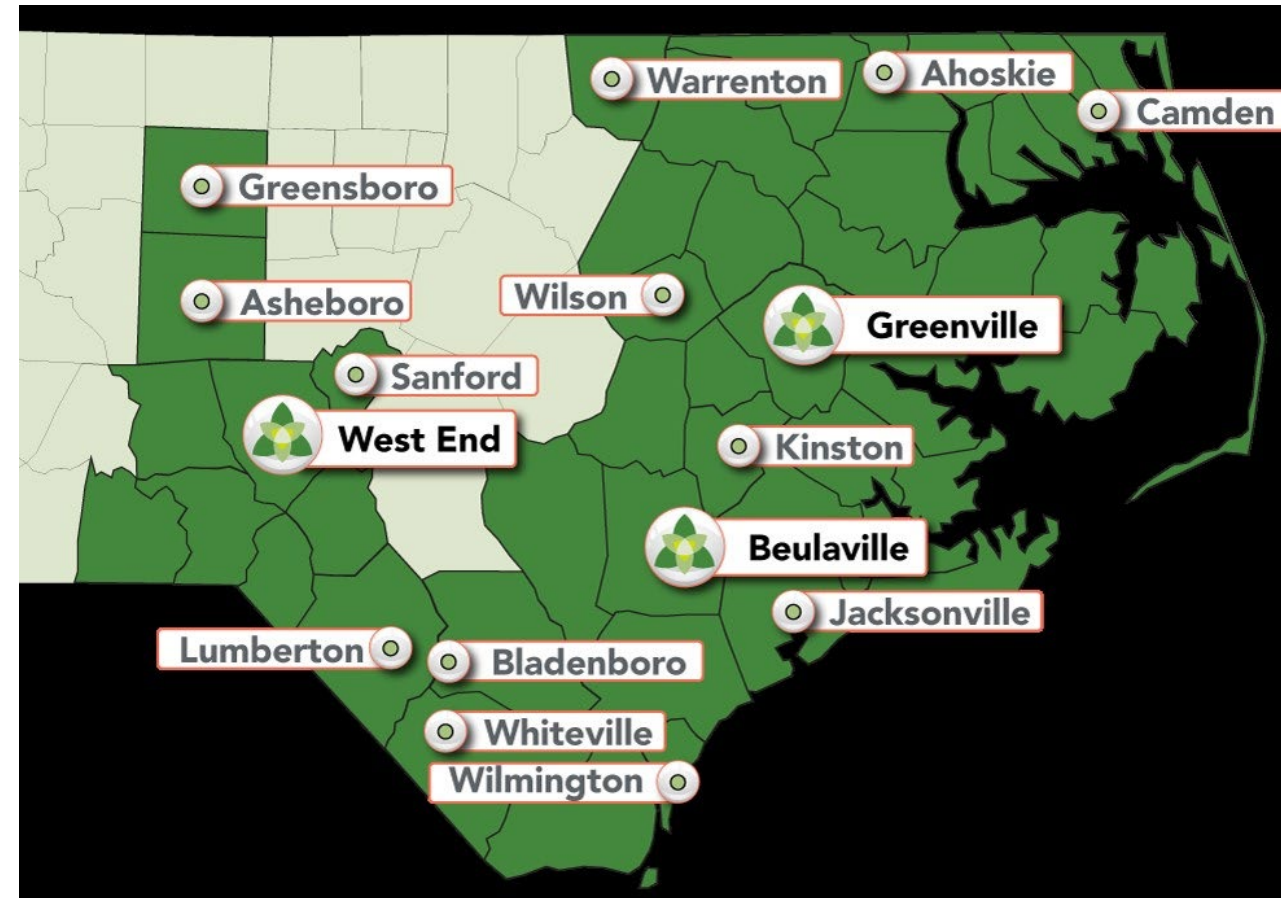 Warrenton
Ahoskie
Camden
Greensboro
Asheboro
Wilson
Greenville
Sanford
West End
Kinston
Beulaville
Jacksonville
Lumberton
Bladenboro
Whiteville
Wilmington